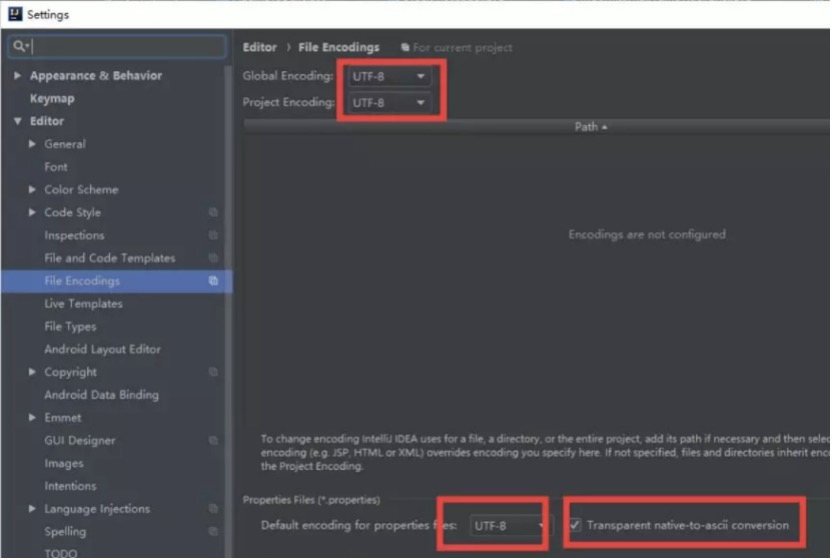 Settings
Editor › File Encodings For current project
Global Encoding: UTF-8
Project Encoding: UTF-8
Path
Encodings are not configured
Appearance & Behavior
Keymap
Editor
General
Font
Color Scheme
Code Style
Inspections
File and Code Templates
File Encodings
Live Templates
File Types
Android Layout Editor
Copyright
Android Data Binding
Emmet
GUI Designer
Images
Intentions
Language Injections
Spelling
TODO
To change encoding IntelliJ IDEA uses for a file, a directory, or the entire project, add its path if necessary and then selec
encoding (e.g. JSP, HTML or XML) overrides encoding you specify here. If not specified, files and directories inherit enc
the Project Encoding.
Properties Files (*.properties)
Default encoding for properties files: UTF-8 Transparent native-to-ascii conversion